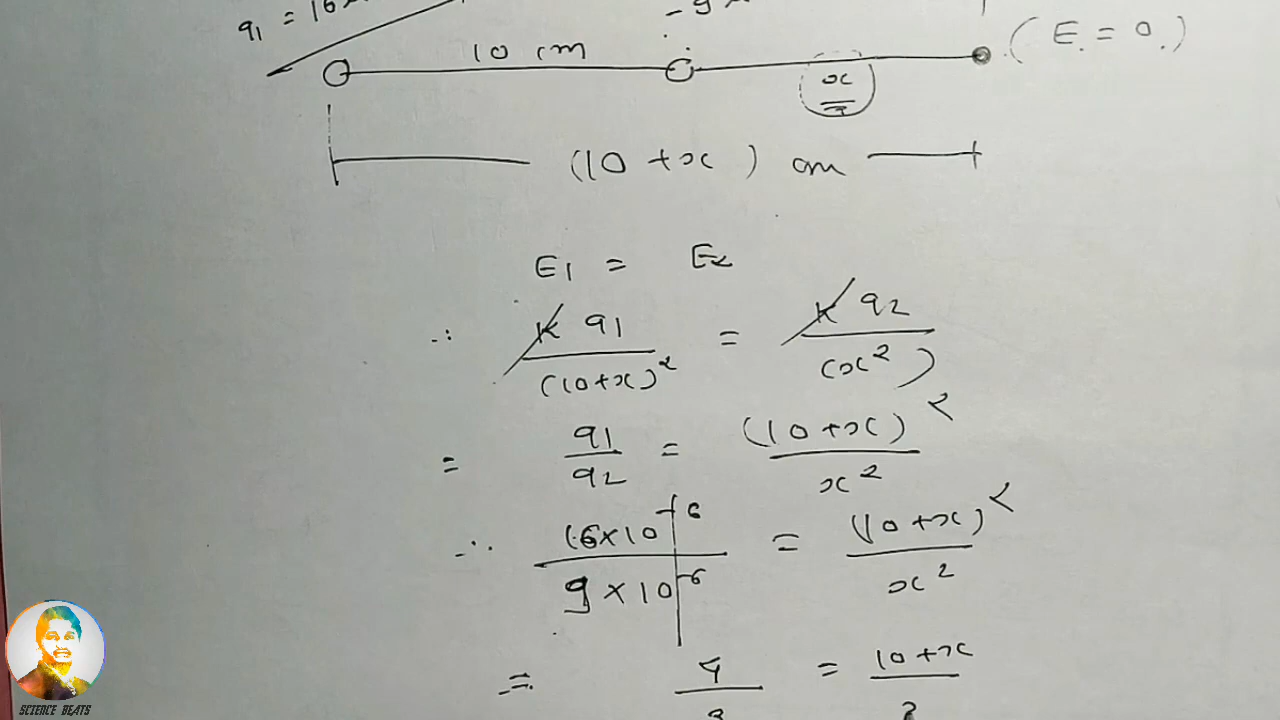 q1 = 16
- 9
10 cm
x
( E. = 0. )
(10 + x ) cm
E1 = E2
∴ K q1 / (10+x)² = K q2 / (x²)
= q1 / q2 = (10 + x)² / x²
∴ 16×10⁻⁶ / 9 × 10⁻⁶ = (10 + x)² / x²
= 4 / 3 = 10 + x
SCIENCE BEATS